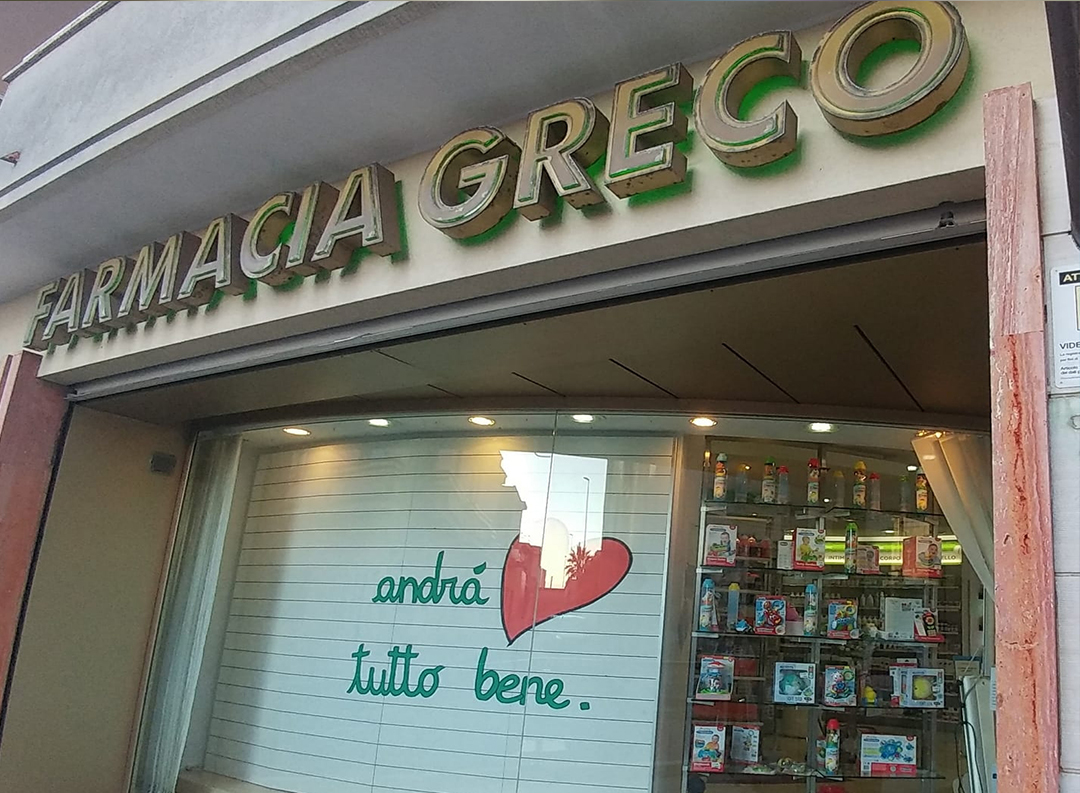 FARMACIA GRECO
andrá
tutto bene.